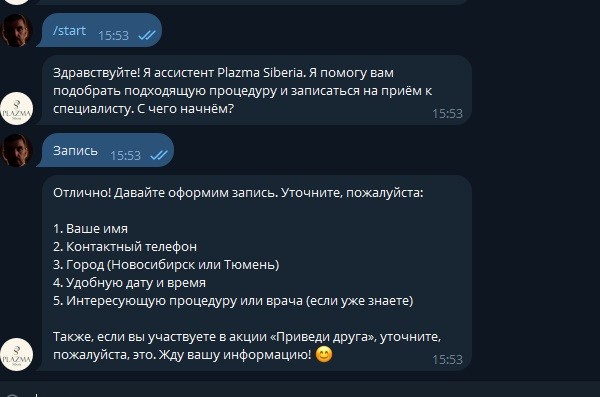 /start
15:53
Здравствуйте! Я ассистент Plazma Siberia. Я помогу вам
подобрать подходящую процедуру и записаться на приём к
специалисту. С чего начнём?
15:53
PLAZMA
Запись
15:53
Отлично! Давайте оформим запись. Уточните, пожалуйста:
1. Ваше имя
2. Контактный телефон
3. Город (Новосибирск или Тюмень)
4. Удобную дату и время
5. Интересующую процедуру или врача (если уже знаете)
Также, если вы участвуете в акции «Приведи друга», уточните,
пожалуйста, это. Жду вашу информацию! 😊
15:53
PLAZMA